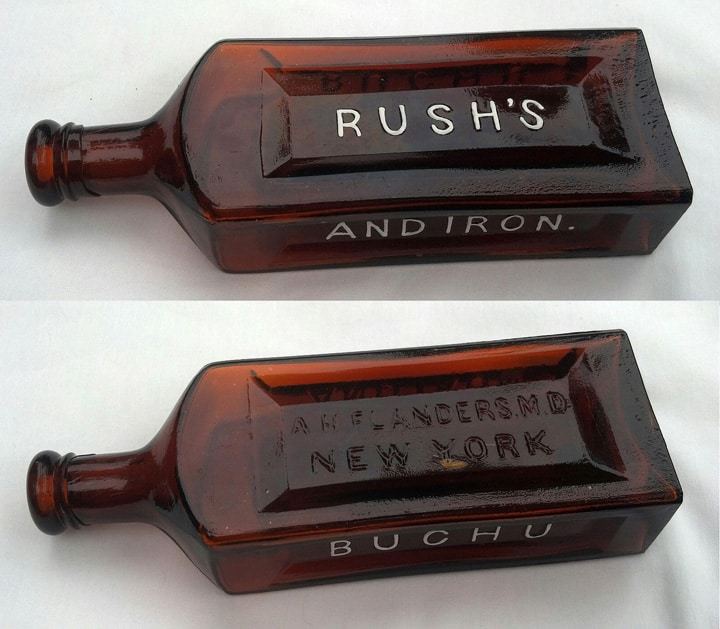 RUSH'S
AND IRON.
A H FLANDERS M D
NEW YORK
BUCHU